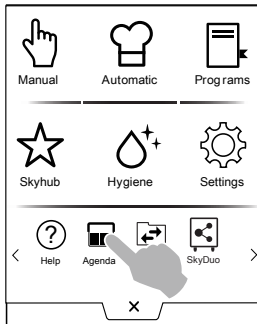 Manual Automatic Programs
Skyhub Hygiene Settings
? Help Agenda SkyDuo
< >
x